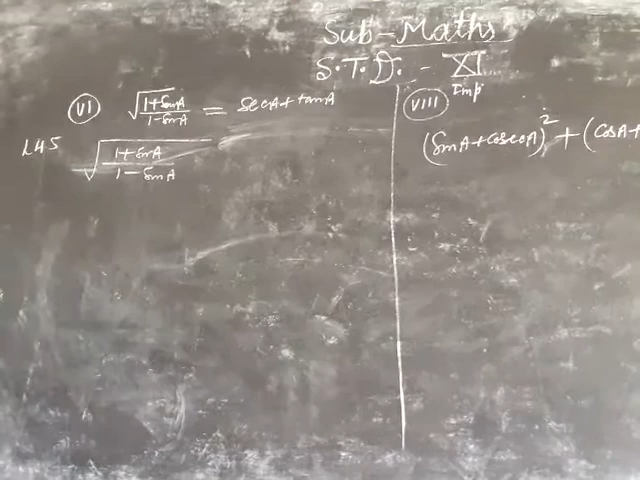 Sub-Maths
S.T.D. - XI
(VI) √(1+SinA / 1-SinA) = SecA+tanA
L.H.S √(1+SinA / 1-SinA)
(VIII) Imp
(SinA+CosecA)² + (CosA+